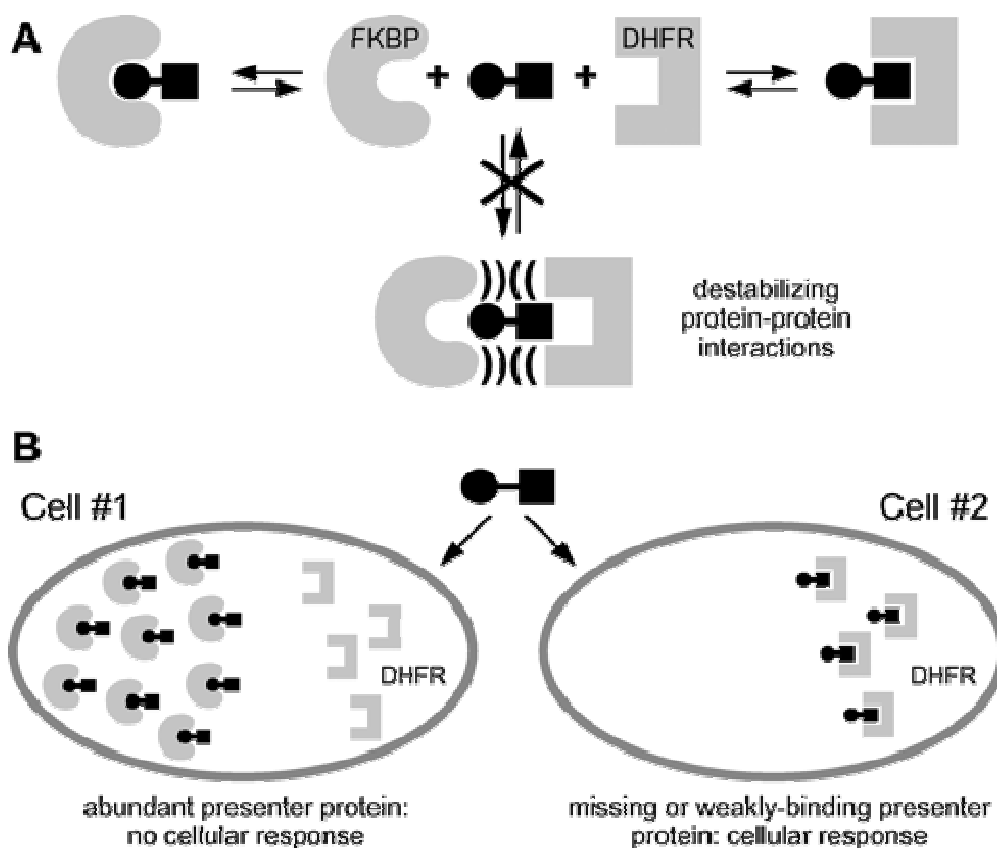 A
FKBP
+
+
DHFR
))((
))((
destabilizing
protein-protein
interactions
B
Cell #1
Cell #2
DHFR
DHFR
abundant presenter protein:
no cellular response
missing or weakly-binding presenter
protein: cellular response